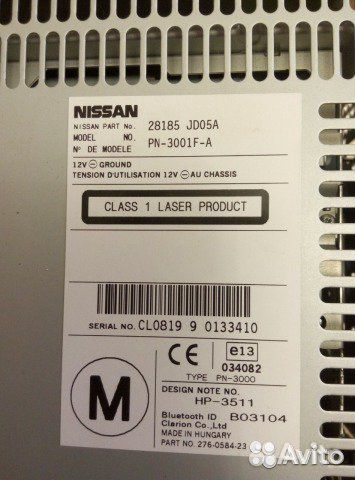 NISSAN
NISSAN PART No. 28185 JD05A
MODEL NO. PN-3001F-A
N° DE MODELE
12V ⊖ GROUND
TENSION D'UTILISATION 12V ⊖ AU CHASSIS
CLASS 1 LASER PRODUCT
SERIAL NO. CL0819 9 0133410
CE e13
034082
TYPE PN-3000
M
DESIGN NOTE NO.
HP-3511
Bluetooth ID B03104
Clarion Co.,Ltd
MADE IN HUNGARY
PART NO. 276-0584-23
Avito